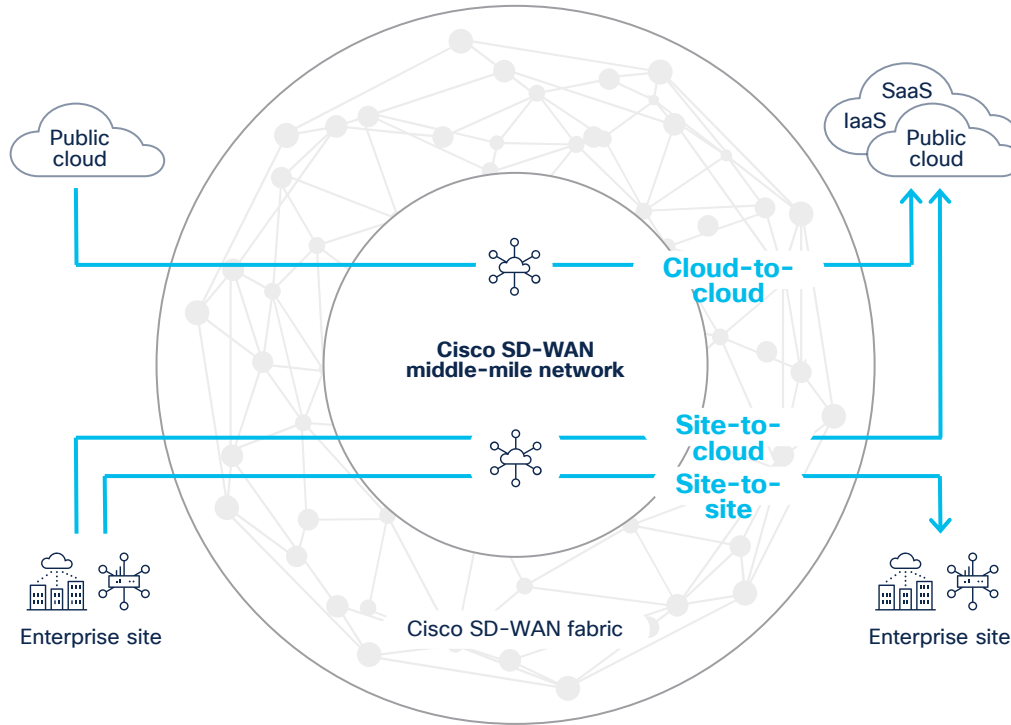 Public
cloud
SaaS
IaaS
Public
cloud
Cloud-to-
cloud
Cisco SD-WAN
middle-mile network
Site-to-
cloud
Site-to-
site
Cisco SD-WAN fabric
Enterprise site
Enterprise site